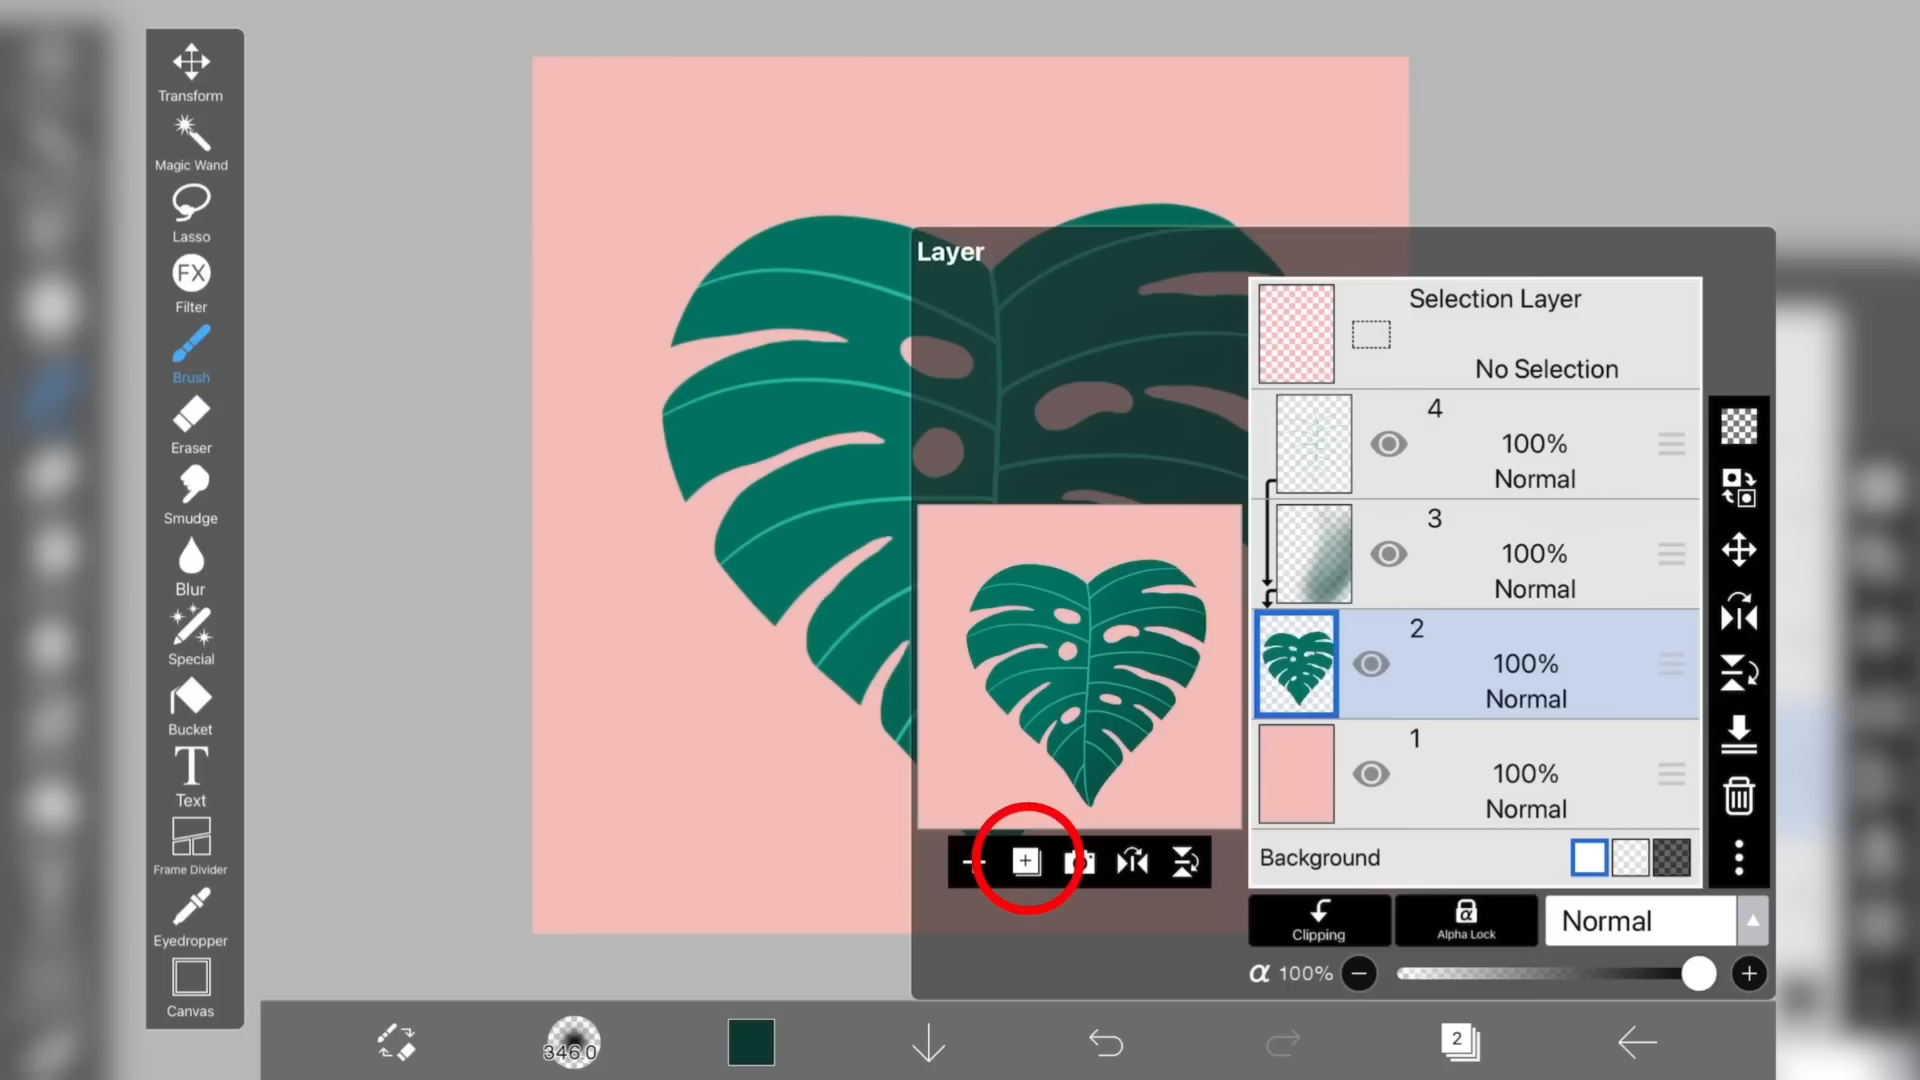 Transform
Magic Wand
Lasso
FX
Filter
Brush
Eraser
Smudge
Blur
Special
Bucket
T
Text
Frame Divider
Eyedropper
Canvas
Layer
Selection Layer
No Selection
4
100%
Normal
3
100%
Normal
2
100%
Normal
1
100%
Normal
Background
Clipping
α
Alpha Lock
Normal
α 100%
346.0
2